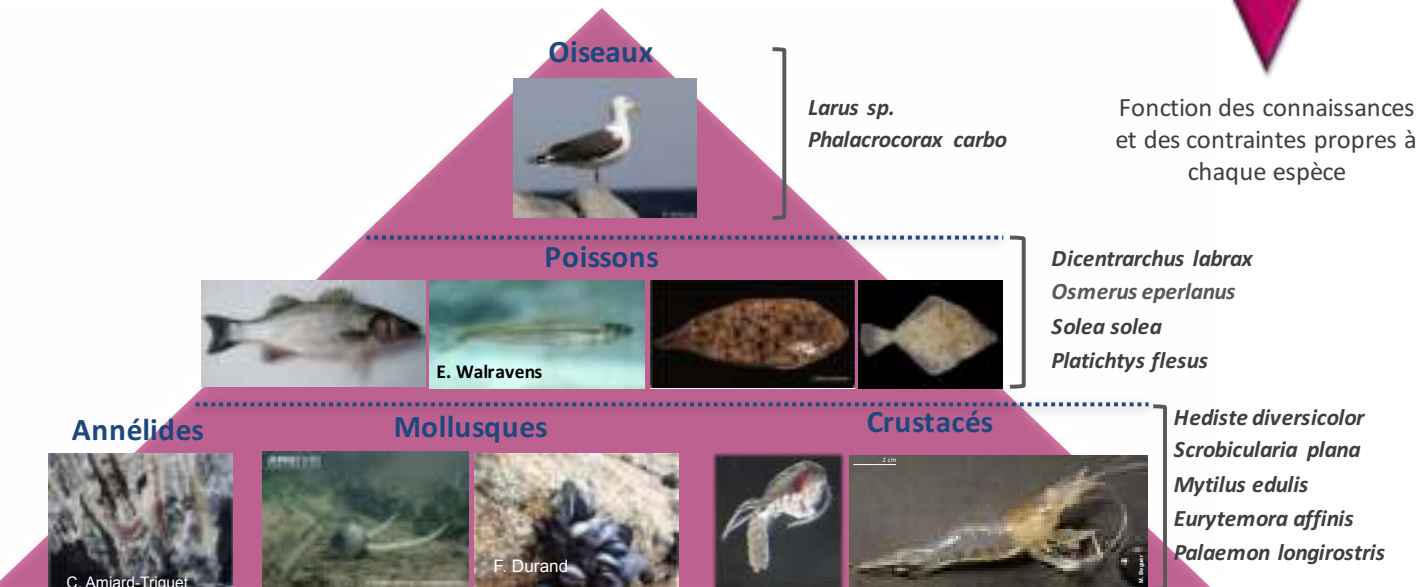 Oiseaux
Larus sp.
Phalacrocorax carbo
Fonction des connaissances
et des contraintes propres à
chaque espèce
Poissons
E. Walravens
Dicentrarchus labrax
Osmerus eperlanus
Solea solea
Platichtys flesus
Annélides
Mollusques
Crustacés
C. Amiard-Triquet
F. Durand
1 cm
M. Beguer
Hediste diversicolor
Scrobicularia plana
Mytilus edulis
Eurytemora affinis
Palaemon longirostris